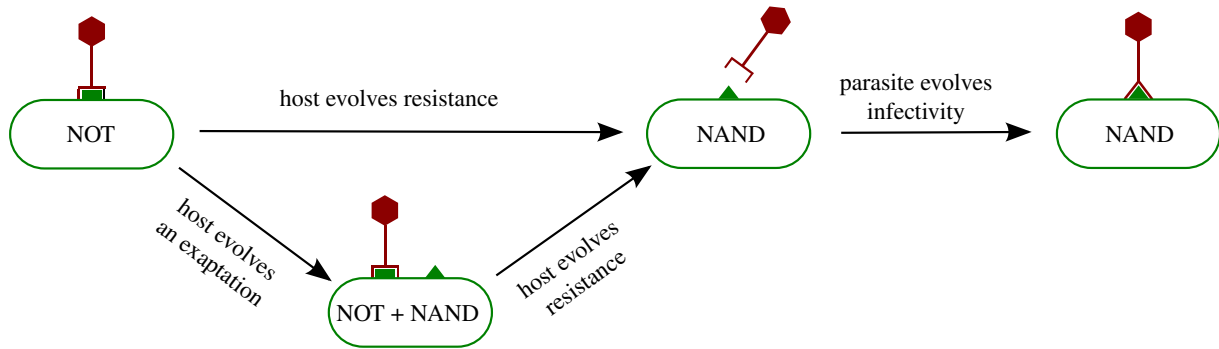 NOT
host evolves resistance
NAND
parasite evolves
infectivity
NAND
host evolves
an exaptation
NOT + NAND
host evolves
resistance